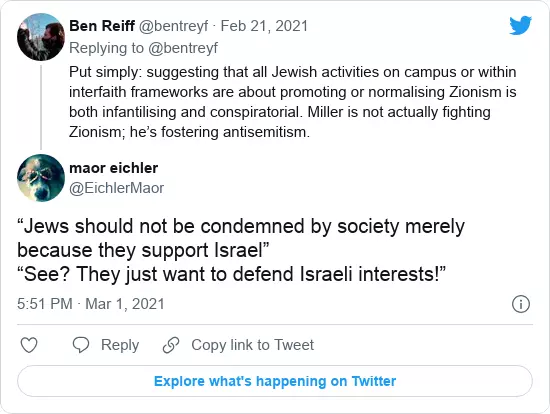 Ben Reiff @bentreyf · Feb 21, 2021
Replying to @bentreyf
Put simply: suggesting that all Jewish activities on campus or within
interfaith frameworks are about promoting or normalising Zionism is
both infantilising and conspiratorial. Miller is not actually fighting
Zionism; he’s fostering antisemitism.
maor eichler
@EichlerMaor
“Jews should not be condemned by society merely
because they support Israel”
“See? They just want to defend Israeli interests!”
5:51 PM · Mar 1, 2021
Reply Copy link to Tweet
Explore what's happening on Twitter